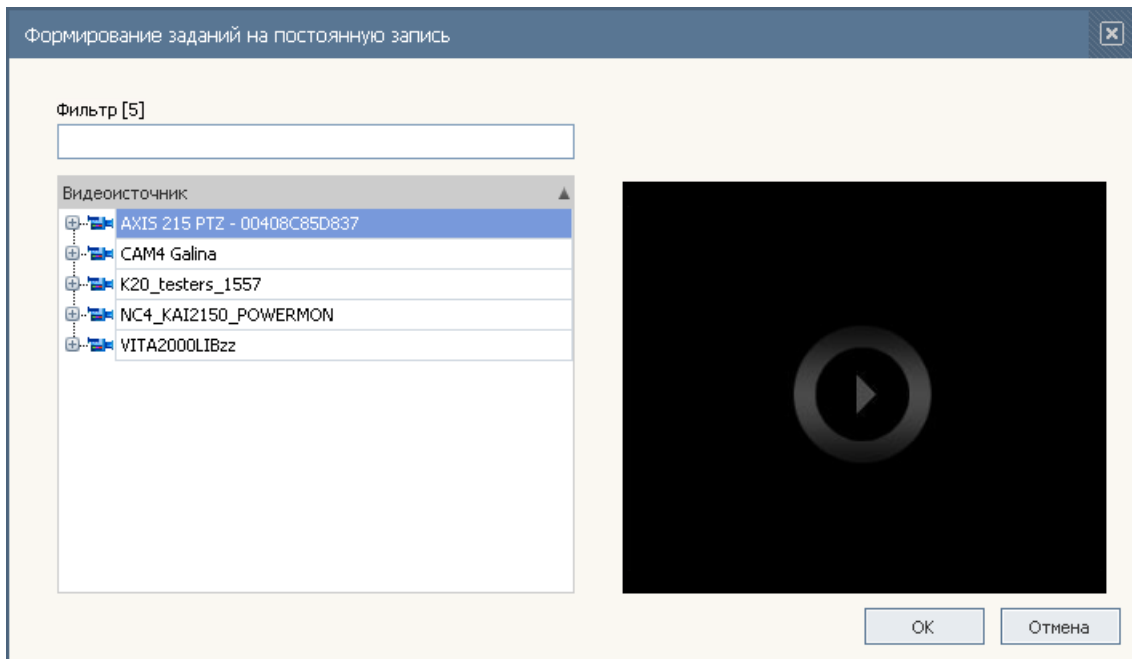 Формирование заданий на постоянную запись
Фильтр [5]
Видеоисточник
AXIS 215 PTZ - 00408C85D837
CAM4 Galina
K20_testers_1557
NC4_KAI2150_POWERMON
VITA2000LIBzz
OK
Отмена